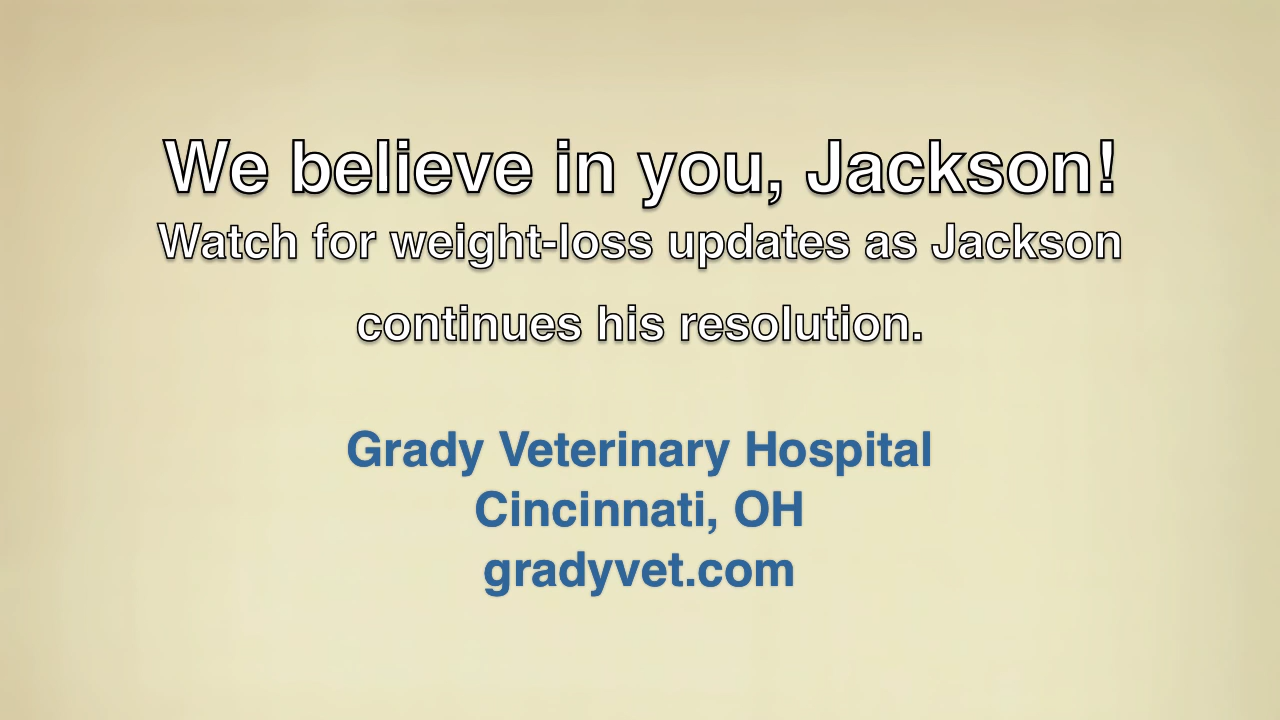 We believe in you, Jackson!
Watch for weight-loss updates as Jackson
continues his resolution.
Grady Veterinary Hospital
Cincinnati, OH
gradyvet.com